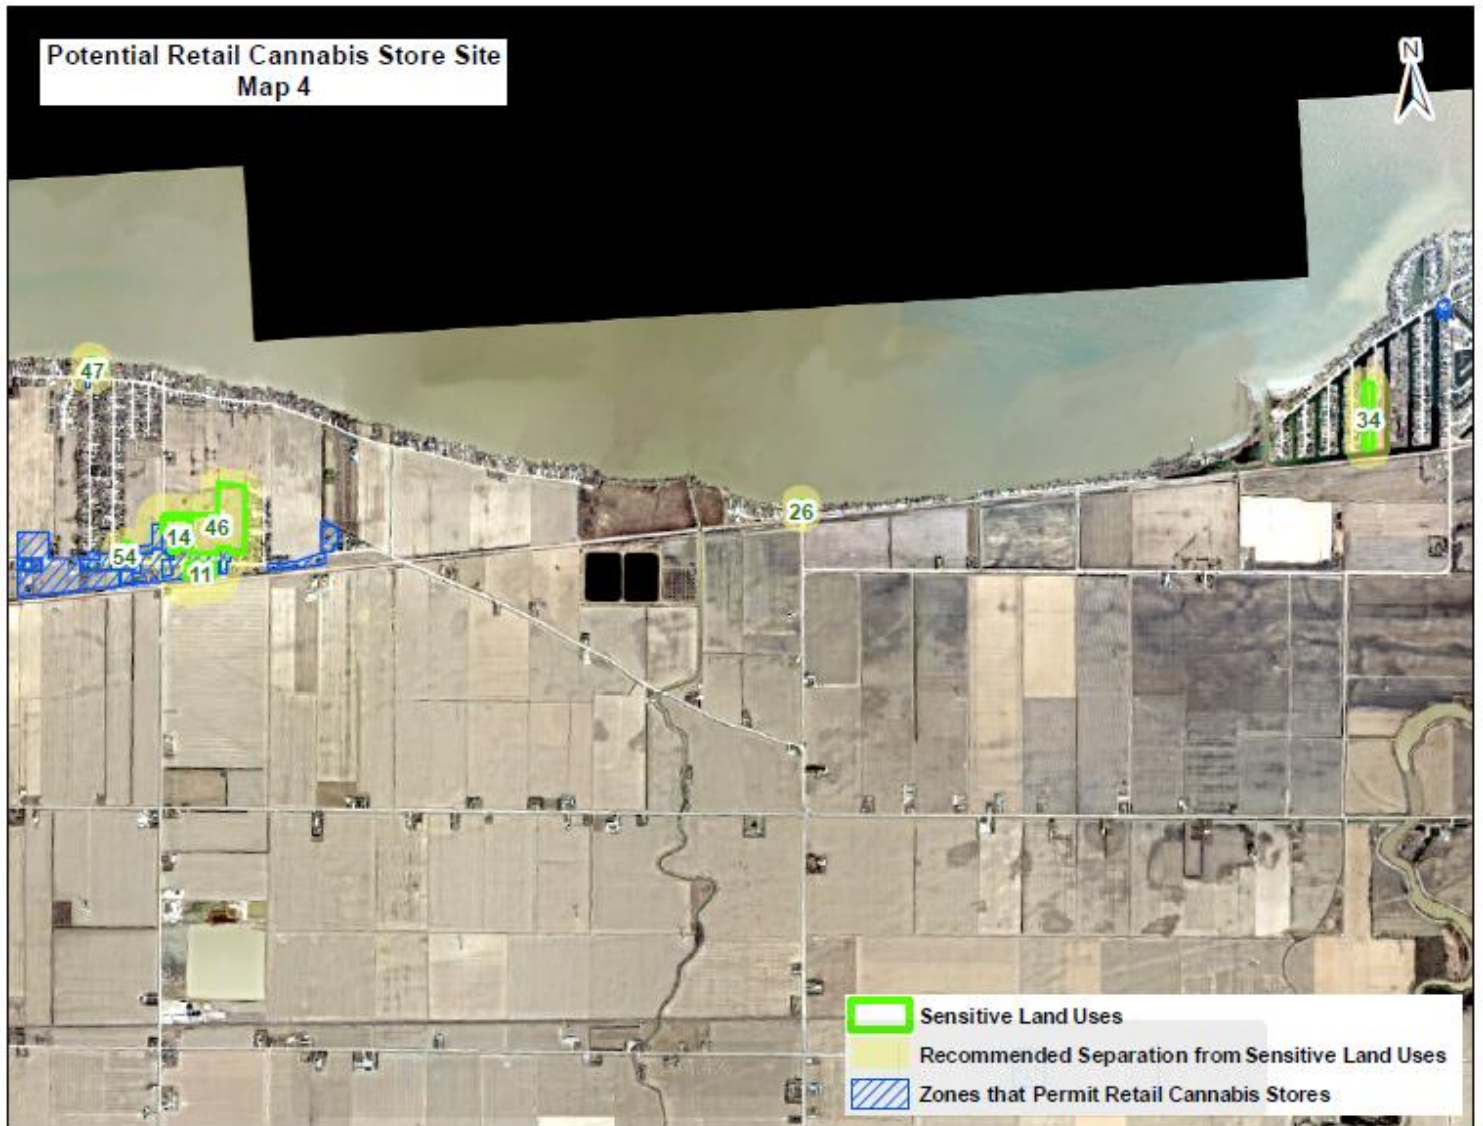 Potential Retail Cannabis Store Site
Map 4
N
47
34
26
46
14
54
11
Sensitive Land Uses
Recommended Separation from Sensitive Land Uses
Zones that Permit Retail Cannabis Stores